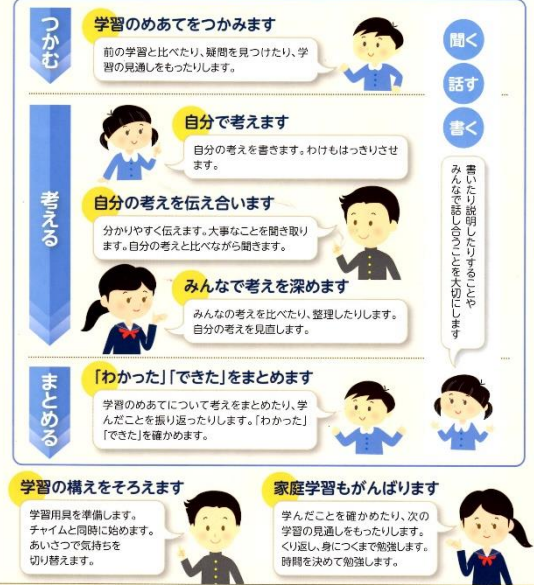 つかむ
学習のめあてをつかみます
前の学習と比べたり、疑問を見つけたり、学
習の見通しをもったりします。
聞く
話す
書く
書いたり説明したりすることや
みんなで話し合うことを大切にします
考える
自分で考えます
自分の考えを書きます。わけもはっきりさせ
ます。
自分の考えを伝え合います
分かりやすく伝えます。大事なことを聞き取り
ます。自分の考えと比べながら聞きます。
みんなで考えを深めます
みんなの考えを比べたり、整理したりします。
自分の考えを見直します。
まとめる
「わかった」「できた」をまとめます
学習のめあてについて考えをまとめたり、学
んだことを振り返ったりします。「わかった」
「できた」を確かめます。
学習の構えをそろえます
学習用具を準備します。
チャイムと同時に始めます。
あいさつで気持ちを
切り替えます。
家庭学習もがんばります
学んだことを確かめたり、次の
学習の見通しをもったりします。
くり返し、身につくまで勉強します。
時間を決めて勉強します。